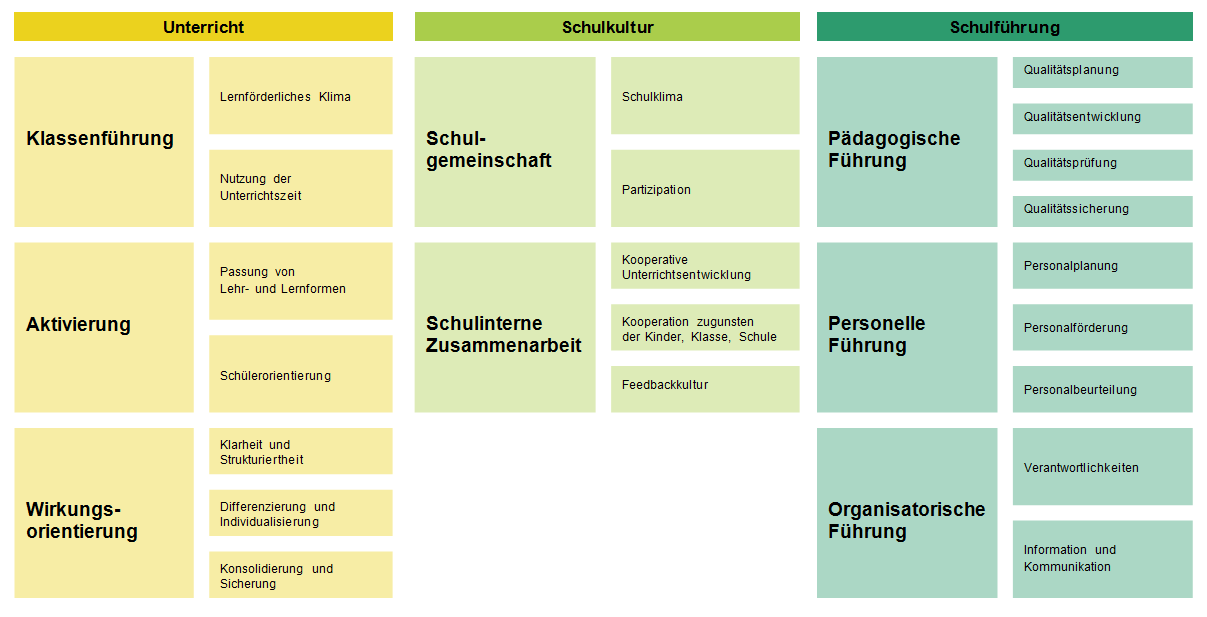 Unterricht
Klassenführung
Lernförderliches Klima
Nutzung der
Unterrichtszeit
Aktivierung
Passung von
Lehr- und Lernformen
Schülerorientierung
Wirkungs-
orientierung
Klarheit und
Strukturiertheit
Differenzierung und
Individualisierung
Konsolidierung und
Sicherung
Schulkultur
Schul-
gemeinschaft
Schulklima
Partizipation
Schulinterne
Zusammenarbeit
Kooperative
Unterrichtsentwicklung
Kooperation zugunsten
der Kinder, Klasse, Schule
Feedbackkultur
Schulführung
Pädagogische
Führung
Qualitätsplanung
Qualitätsentwicklung
Qualitätsprüfung
Qualitätssicherung
Personelle
Führung
Personalplanung
Personalförderung
Personalbeurteilung
Organisatorische
Führung
Verantwortlichkeiten
Information und
Kommunikation